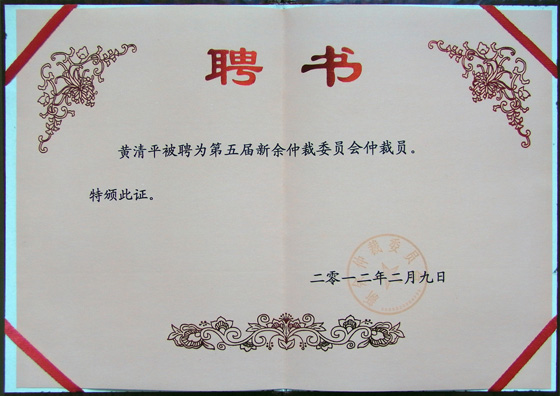 聘书
黄清平被聘为第五届新余仲裁委员会仲裁员。
特颁此证。
二零一二年二月九日